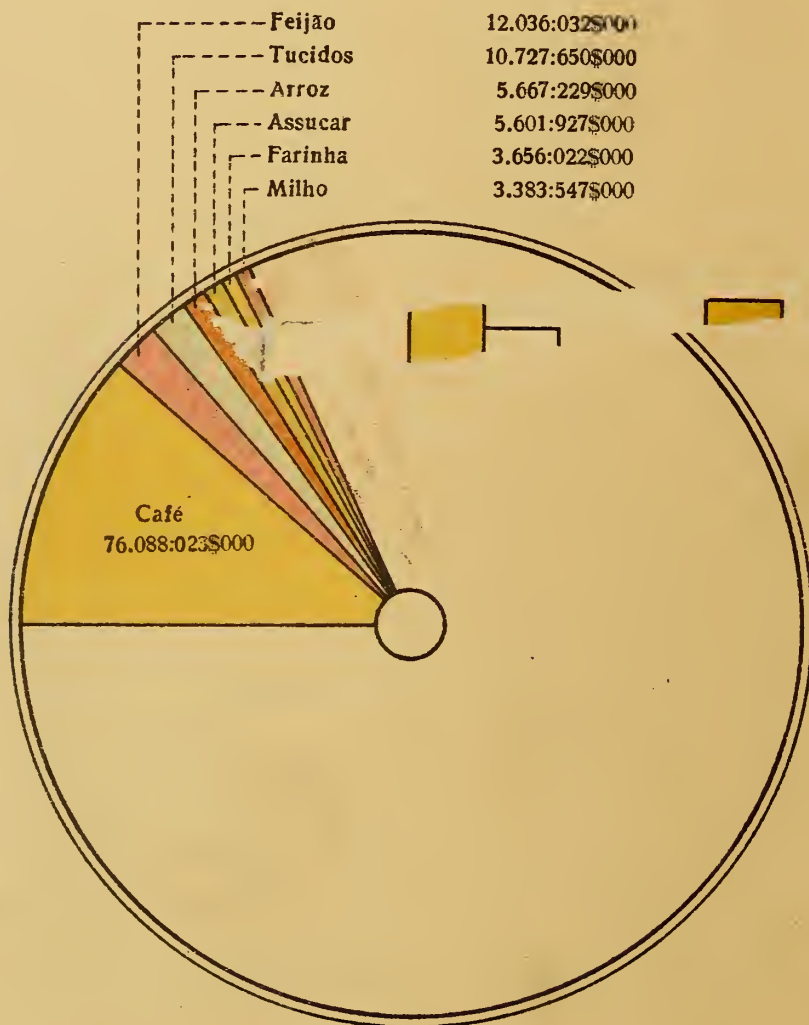 Feijão 12.036:032$000
Tucidos 10.727:650$000
Arroz 5.667:229$000
Assucar 5.601:927$000
Farinha 3.656:022$000
Milho 3.383:547$000
Café
76.088:023$000